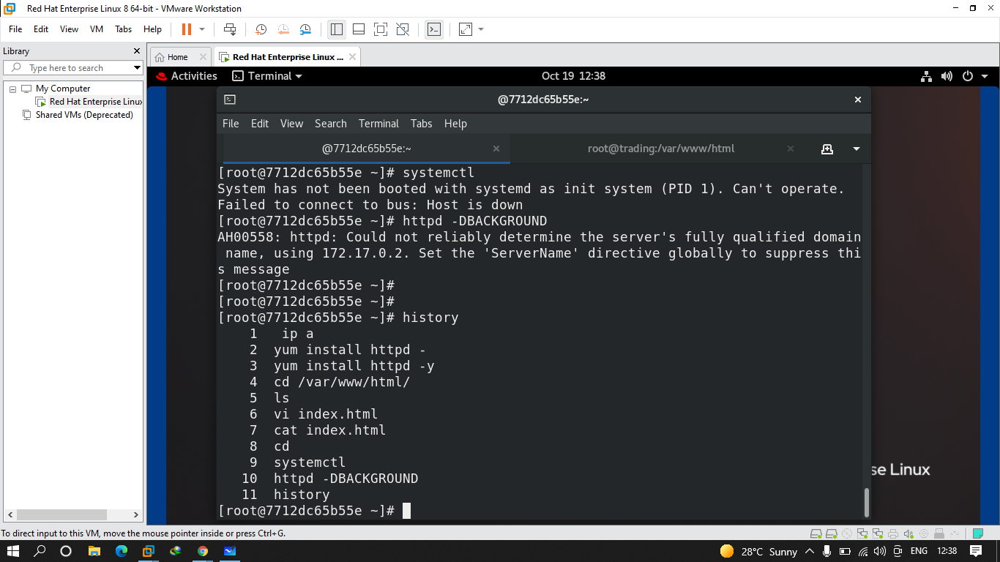 Red Hat Enterprise Linux 8 64-bit - VMware Workstation
File Edit View VM Tabs Help
Library
Type here to search
My Computer
Red Hat Enterprise Linux
Shared VMs (Deprecated)
Home
Red Hat Enterprise Linux ...
Activities Terminal Oct 19 12:38
@7712dc65b55e:~
File Edit View Search Terminal Tabs Help
@7712dc65b55e:~
root@trading:/var/www/html
[root@7712dc65b55e ~]# systemctl
System has not been booted with systemd as init system (PID 1). Can't operate.
Failed to connect to bus: Host is down
[root@7712dc65b55e ~]# httpd -DBACKGROUND
AH00558: httpd: Could not reliably determine the server's fully qualified domain
 name, using 172.17.0.2. Set the 'ServerName' directive globally to suppress thi
s message
[root@7712dc65b55e ~]#
[root@7712dc65b55e ~]#
[root@7712dc65b55e ~]# history
    1   ip a
    2  yum install httpd -
    3  yum install httpd -y
    4  cd /var/www/html/
    5  ls
    6  vi index.html
    7  cat index.html
    8  cd
    9  systemctl
   10  httpd -DBACKGROUND
   11  history
[root@7712dc65b55e ~]#
se Linux
To direct input to this VM, move the mouse pointer inside or press Ctrl+G.
28°C Sunny ENG 12:38